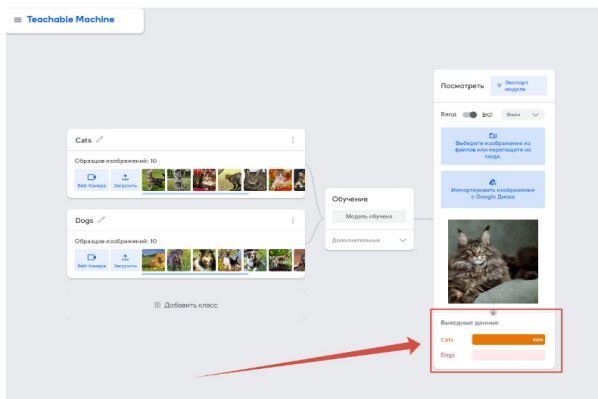 Teachable Machine
Посмотреть
Экспорт
модели
Ввод
ВКЛ
Файл
Выберите изображение из
файлов или перетащите их
сюда.
Импортировать изображения
с Google Диска
Cats
Образцов изображений: 10
Веб-Камера
Загрузить
Dogs
Образцов изображений: 10
Веб-Камера
Загрузить
Добавить класс
Обучение
Модель обучена
Дополнительные
Выходные данные
Cats
100%
Dogs